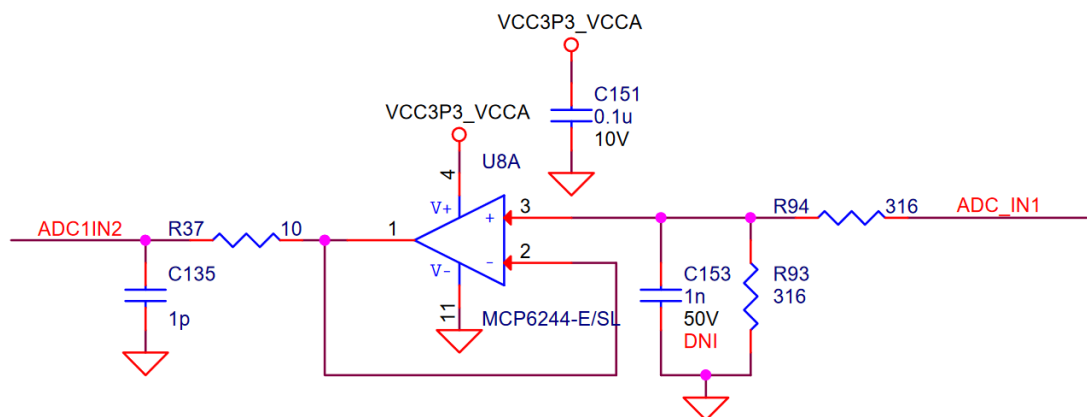 VCC3P3_VCCA
C151
0.1u
10V
VCC3P3_VCCA
U8A
4
V+
+
3
R94
316
ADC_IN1
ADC1IN2
R37
10
1
-
2
V-
11
MCP6244-E/SL
C135
1p
C153
1n
50V
DNI
R93
316